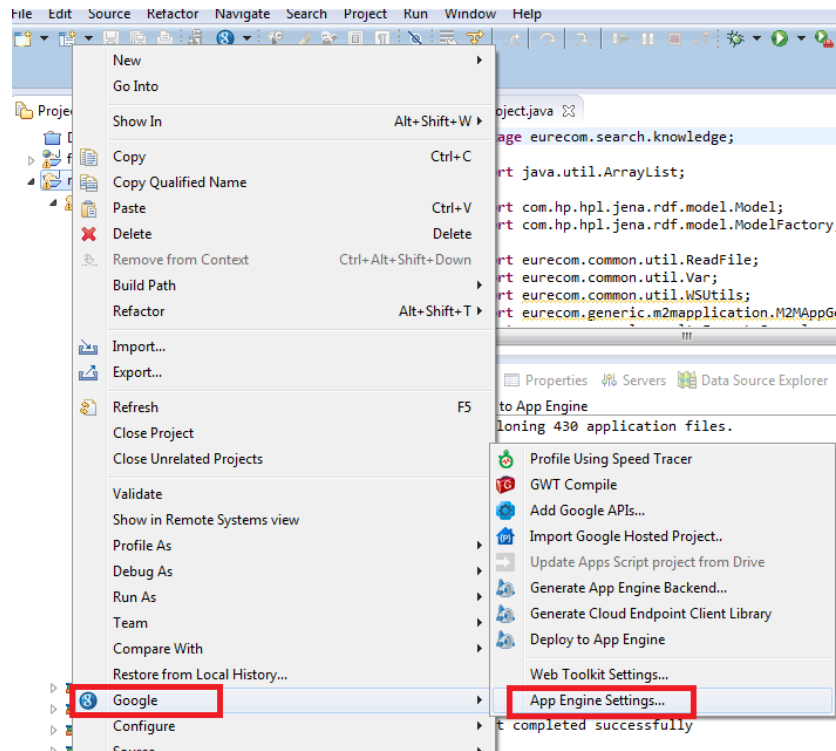 File Edit Source Refactor Navigate Search Project Run Window Help
New
Go Into
Show In Alt+Shift+W
Copy Ctrl+C
Copy Qualified Name
Paste Ctrl+V
Delete Delete
Remove from Context Ctrl+Alt+Shift+Down
Build Path
Refactor Alt+Shift+T
Import...
Export...
Refresh F5
Close Project
Close Unrelated Projects
Validate
Show in Remote Systems view
Profile As
Debug As
Run As
Team
Compare With
Restore from Local History...
Google
Configure
Source
Proje
oject.java
age eurecom.search.knowledge;
rt java.util.ArrayList;
rt com.hp.hpl.jena.rdf.model.Model;
rt com.hp.hpl.jena.rdf.model.ModelFactory;
rt eurecom.common.util.ReadFile;
rt eurecom.common.util.Var;
rt eurecom.common.util.WSUtils;
rt eurecom.generic.m2mapplication.M2MAppGe
Properties Servers Data Source Explorer
to App Engine
loning 430 application files.
Profile Using Speed Tracer
GWT Compile
Add Google APIs...
Import Google Hosted Project..
Update Apps Script project from Drive
Generate App Engine Backend...
Generate Cloud Endpoint Client Library
Deploy to App Engine
Web Toolkit Settings...
App Engine Settings...
t completed successfully